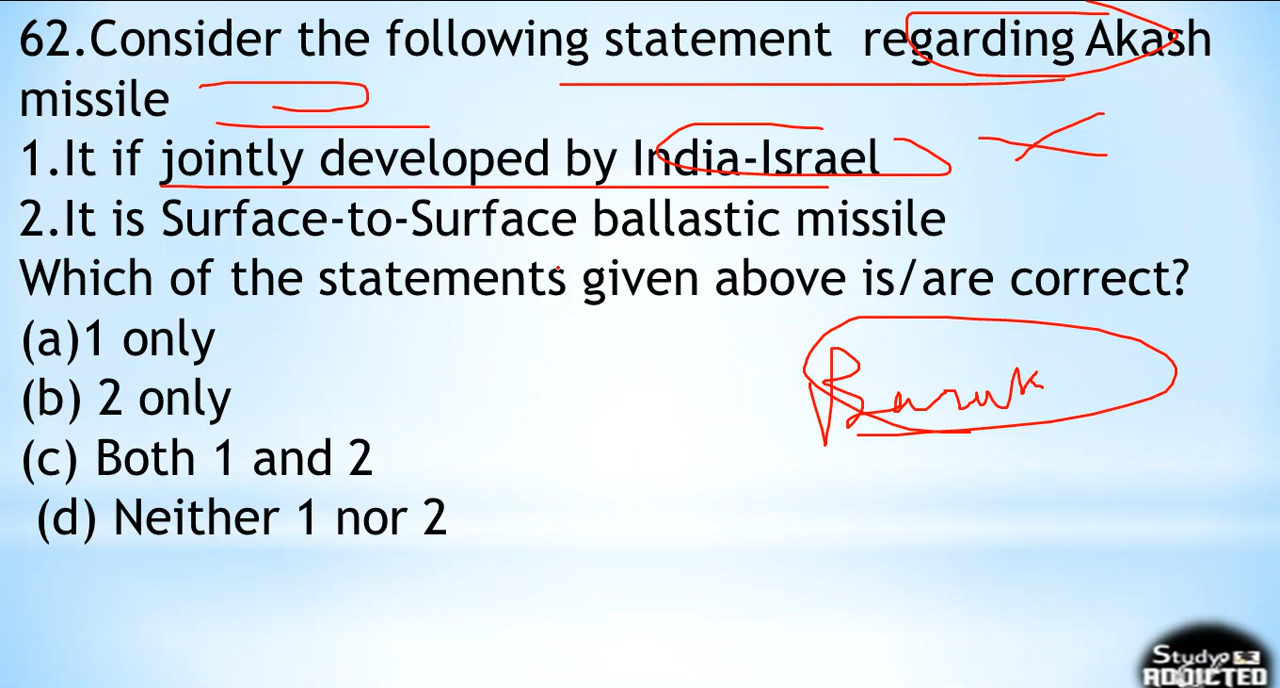 62.Consider the following statement regarding Akash
missile
1.It if jointly developed by India-Israel
2.It is Surface-to-Surface ballastic missile
Which of the statements given above is/are correct?
(a)1 only
(b) 2 only
(c) Both 1 and 2
(d) Neither 1 nor 2
Study
ADDICTED